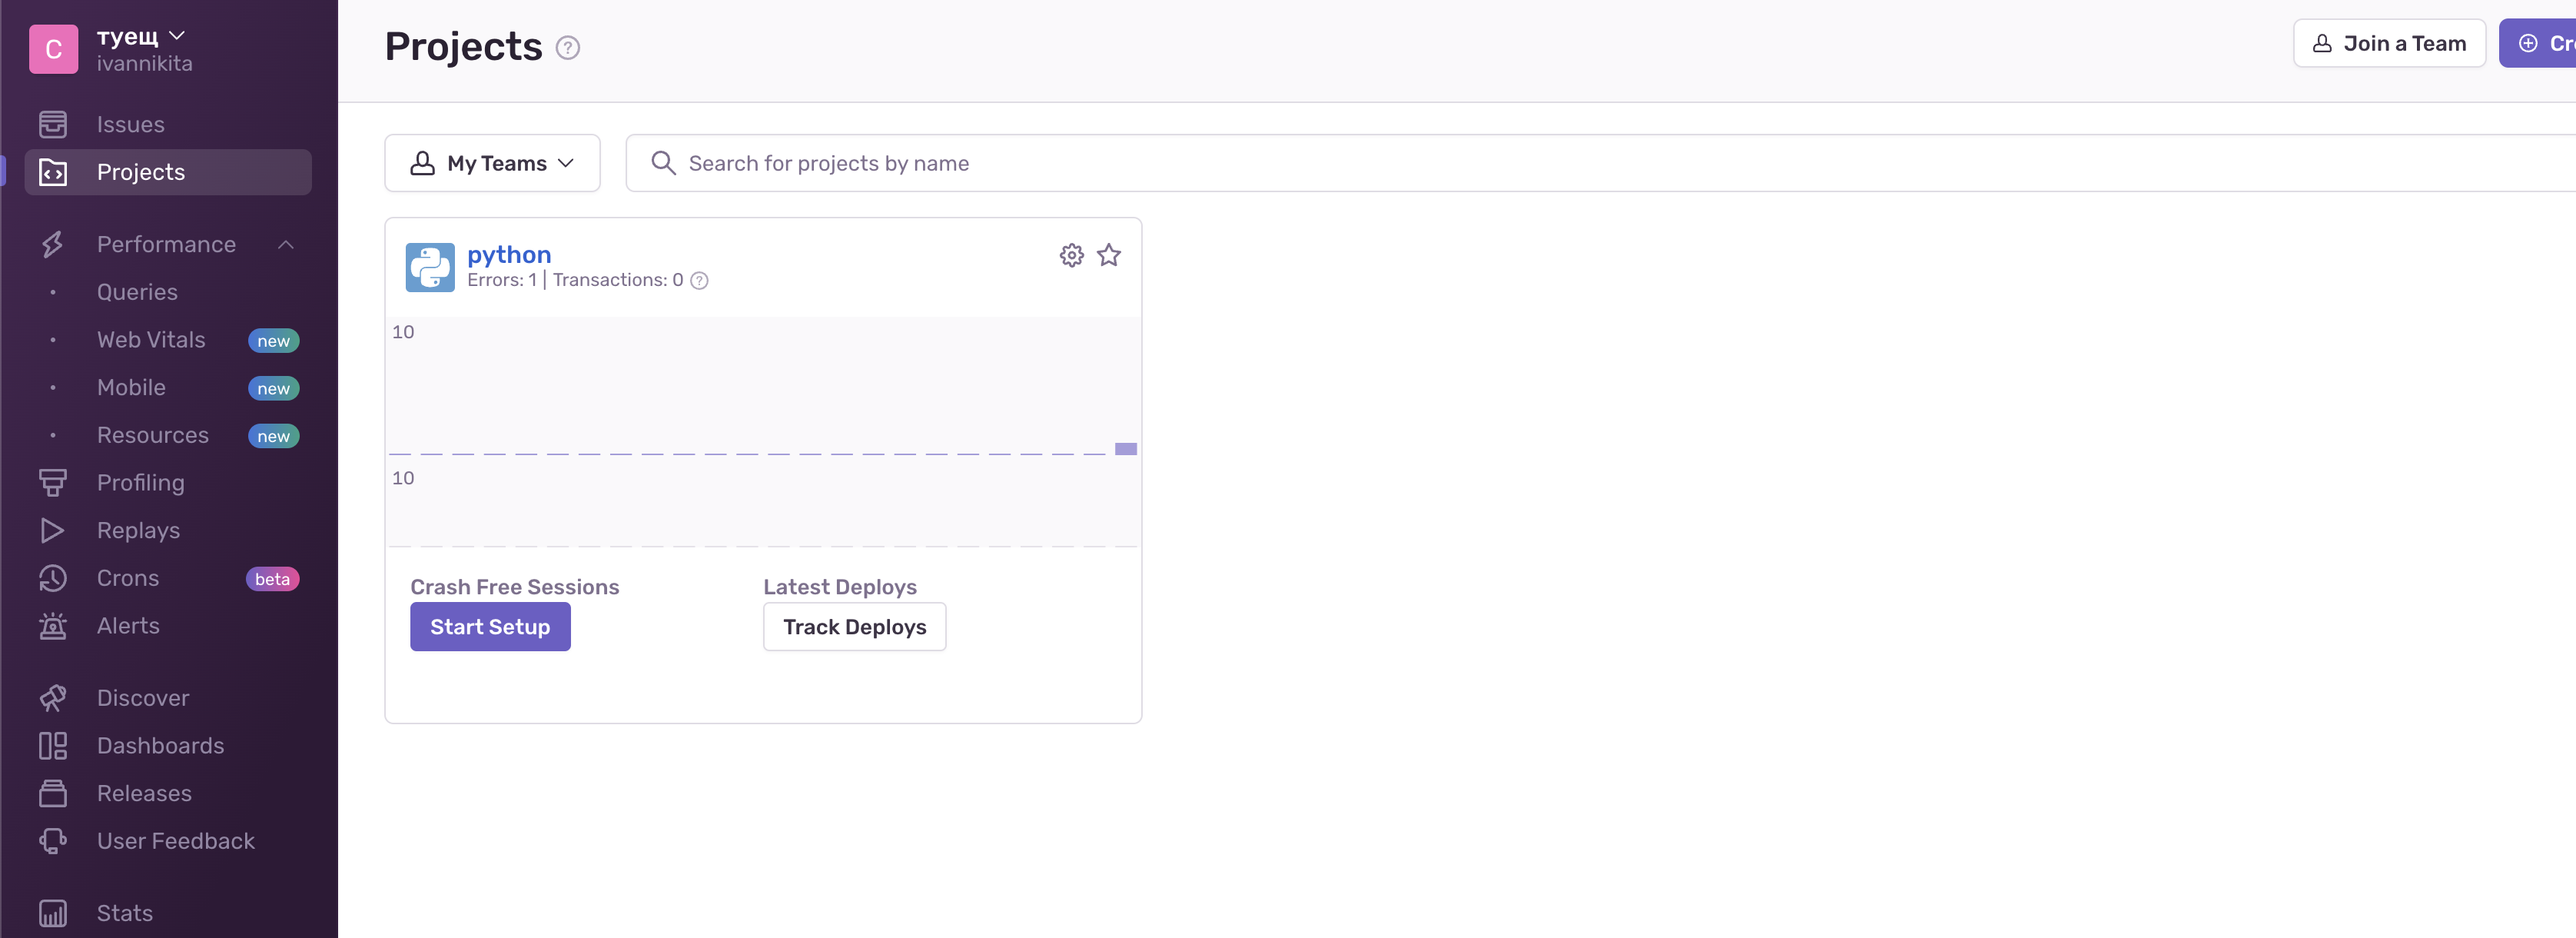 C
туещ
ivannikita
Issues
Projects
Performance
Queries
Web Vitals new
Mobile new
Resources new
Profiling
Replays
Crons beta
Alerts
Discover
Dashboards
Releases
User Feedback
Stats
Projects ?
Join a Team
Cr
My Teams
Search for projects by name
python
Errors: 1 | Transactions: 0 ?
10
10
Crash Free Sessions
Start Setup
Latest Deploys
Track Deploys